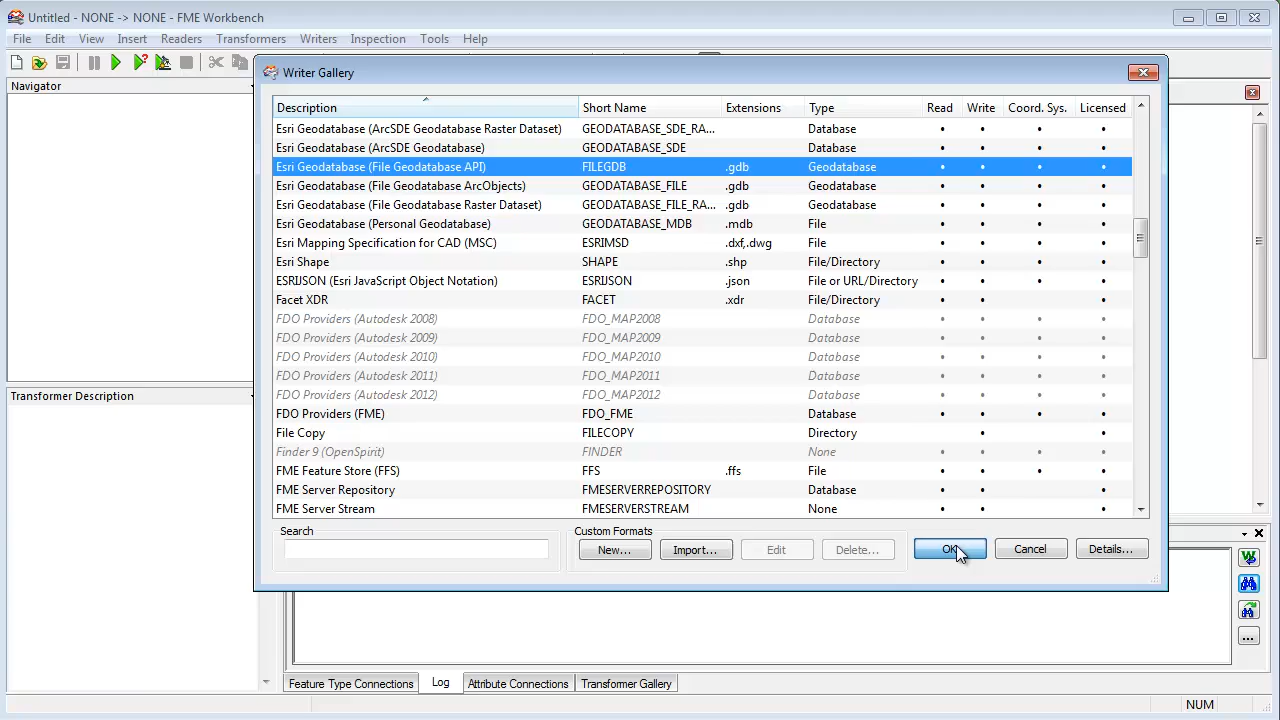 Untitled - NONE -> NONE - FME Workbench
File Edit View Insert Readers Transformers Writers Inspection Tools Help
Navigator
Writer Gallery
Description Short Name Extensions Type Read Write Coord. Sys. Licensed
Esri Geodatabase (ArcSDE Geodatabase Raster Dataset) GEODATABASE_SDE_RA... Database • • • •
Esri Geodatabase (ArcSDE Geodatabase) GEODATABASE_SDE Database • • • •
Esri Geodatabase (File Geodatabase API) FILEGDB .gdb Geodatabase • • • •
Esri Geodatabase (File Geodatabase ArcObjects) GEODATABASE_FILE .gdb Geodatabase • • • •
Esri Geodatabase (File Geodatabase Raster Dataset) GEODATABASE_FILE_RA... .gdb Geodatabase • • • •
Esri Geodatabase (Personal Geodatabase) GEODATABASE_MDB .mdb File • • • •
Esri Mapping Specification for CAD (MSC) ESRIMSD .dxf,.dwg File • • • •
Esri Shape SHAPE .shp File/Directory • • • •
ESRIJSON (Esri JavaScript Object Notation) ESRIJSON .json File or URL/Directory • • • •
Facet XDR FACET .xdr File/Directory • • •
FDO Providers (Autodesk 2008) FDO_MAP2008 Database • • • •
FDO Providers (Autodesk 2009) FDO_MAP2009 Database • • • •
FDO Providers (Autodesk 2010) FDO_MAP2010 Database • • • •
FDO Providers (Autodesk 2011) FDO_MAP2011 Database • • • •
FDO Providers (Autodesk 2012) FDO_MAP2012 Database • • • •
FDO Providers (FME) FDO_FME Database • • • •
File Copy FILECOPY Directory • •
Finder 9 (OpenSpirit) FINDER None • • • •
FME Feature Store (FFS) FFS .ffs File • • • •
FME Server Repository FMESERVERREPOSITORY Database • • •
FME Server Stream FMESERVERSTREAM None • • •
Transformer Description
Search
Custom Formats
New... Import... Edit Delete... OK Cancel Details...
Feature Type Connections Log Attribute Connections Transformer Gallery
NUM